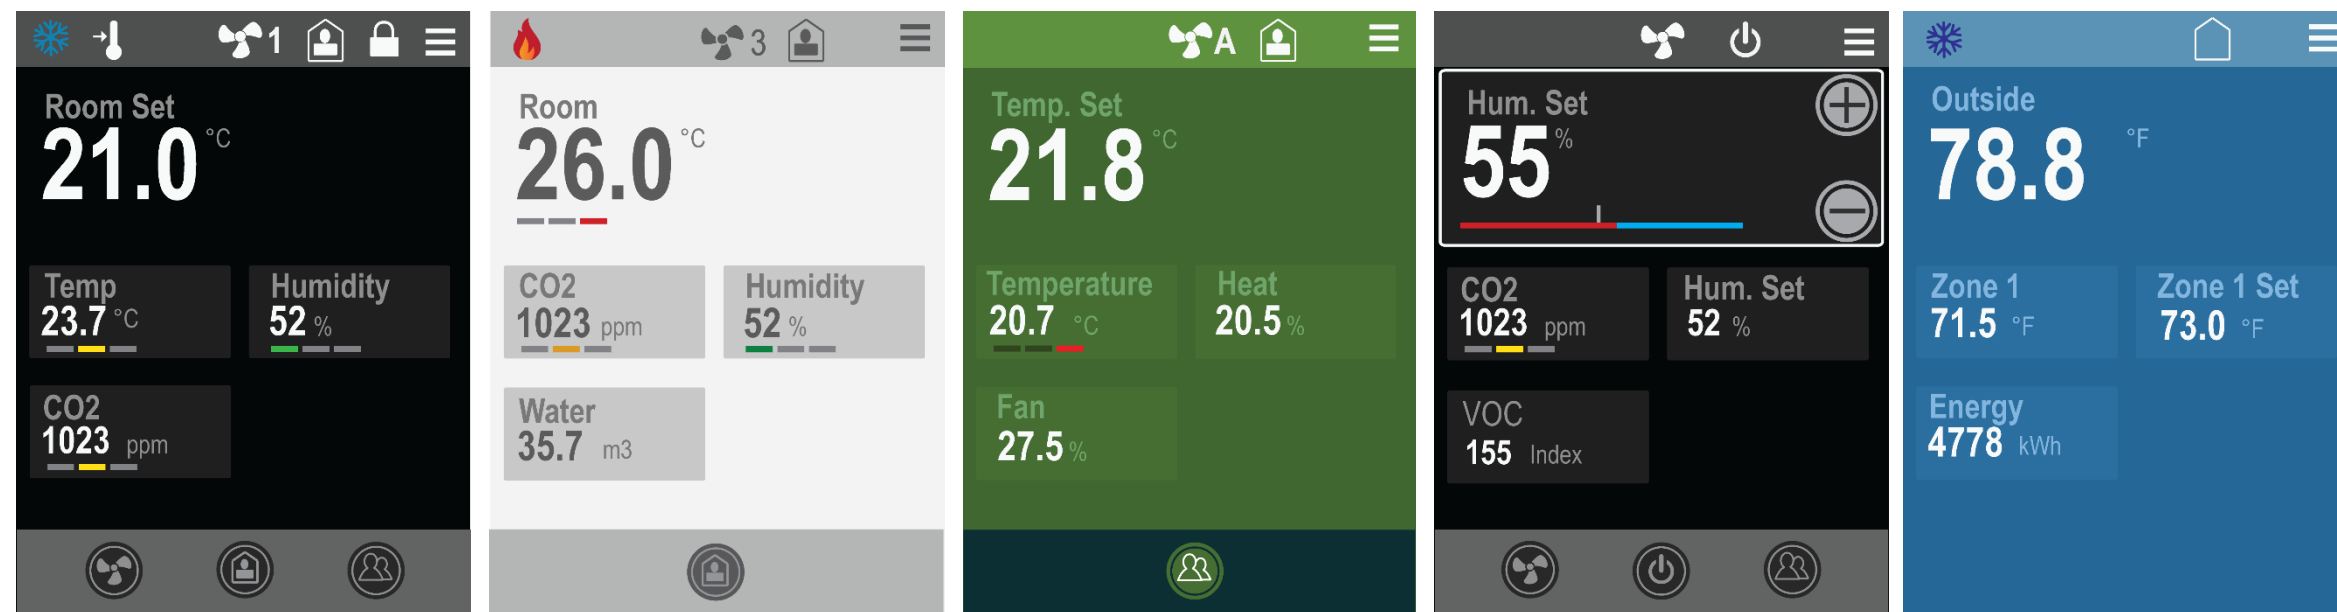 1
Room Set
21.0 °C
Temp
23.7 °C
Humidity
52 %
CO2
1023 ppm
3
Room
26.0 °C
CO2
1023 ppm
Humidity
52 %
Water
35.7 m3
A
Temp. Set
21.8 °C
Temperature
20.7 °C
Heat
20.5 %
Fan
27.5 %
Hum. Set
55 %
CO2
1023 ppm
Hum. Set
52 %
VOC
155 Index
Outside
78.8 °F
Zone 1
71.5 °F
Zone 1 Set
73.0 °F
Energy
4778 kWh